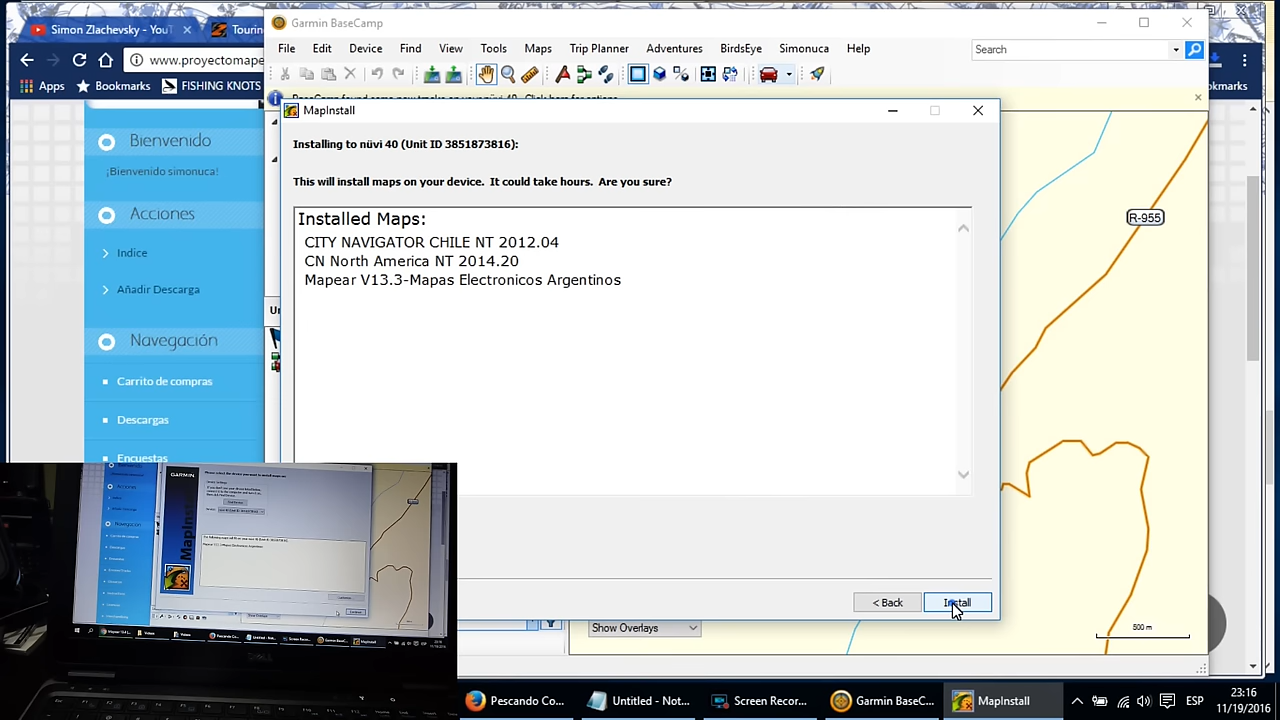 Simon Zlachevsky - YouT
Tourin
www.proyectomape
Apps
Bookmarks
FISHING KNOTS
Bienvenido
¡Bienvenido simonuca!
Acciones
Indice
Añadir Descarga
Navegación
Carrito de compras
Descargas
Encuestas
Garmin BaseCamp
File Edit Device Find View Tools Maps Trip Planner Adventures BirdsEye Simonuca Help
Search
MapInstall
Installing to nüvi 40 (Unit ID 3851873816):
This will install maps on your device. It could take hours. Are you sure?
Installed Maps:
CITY NAVIGATOR CHILE NT 2012.04
CN North America NT 2014.20
Mapear V13.3-Mapas Electronicos Argentinos
< Back
Install
R-955
500 m
Show Overlays
okmarks
GARMIN
MapIns
DELL
Pescando Co...
Untitled - Not...
Screen Recor...
Garmin BaseC...
MapInstall
ESP
23:16
11/19/2016